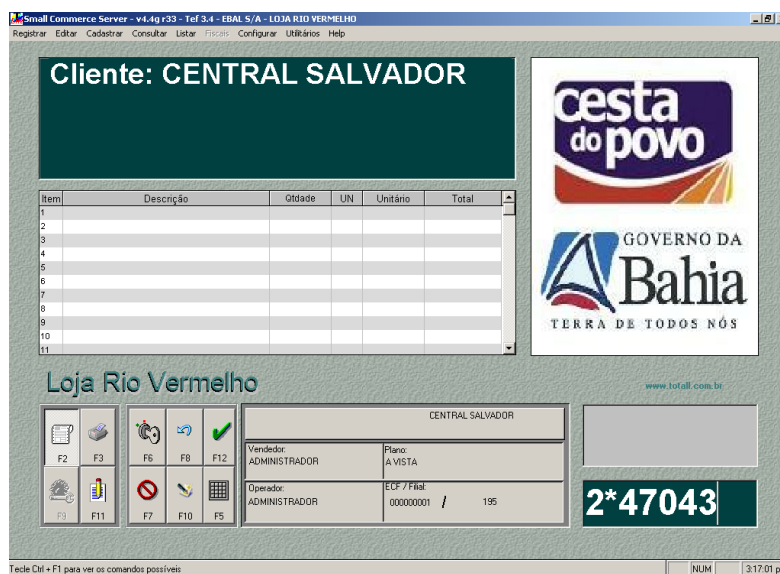 Small Commerce Server - v4.4g r33 - Tef 3.4 - EBAL S/A - LOJA RIO VERMELHO
Registrar Editar Cadastrar Consultar Listar Fiscais Configurar Utilitários Help
Cliente: CENTRAL SALVADOR
cesta
do povo
GOVERNO DA
Bahia
TERRA DE TODOS NÓS
Item Descrição Qtdade UN Unitário Total
1
2
3
4
5
6
7
8
9
10
11
Loja Rio Vermelho
www.totall.com.br
F2 F3 F6 F8 F12
F9 F11 F7 F10 F5
CENTRAL SALVADOR
Vendedor: Plano:
ADMINISTRADOR A VISTA
Operador: ECF / Filial:
ADMINISTRADOR 000000001 / 195
2*47043
Tecle Ctrl + F1 para ver os comandos possíveis NUM 3:17:01 p